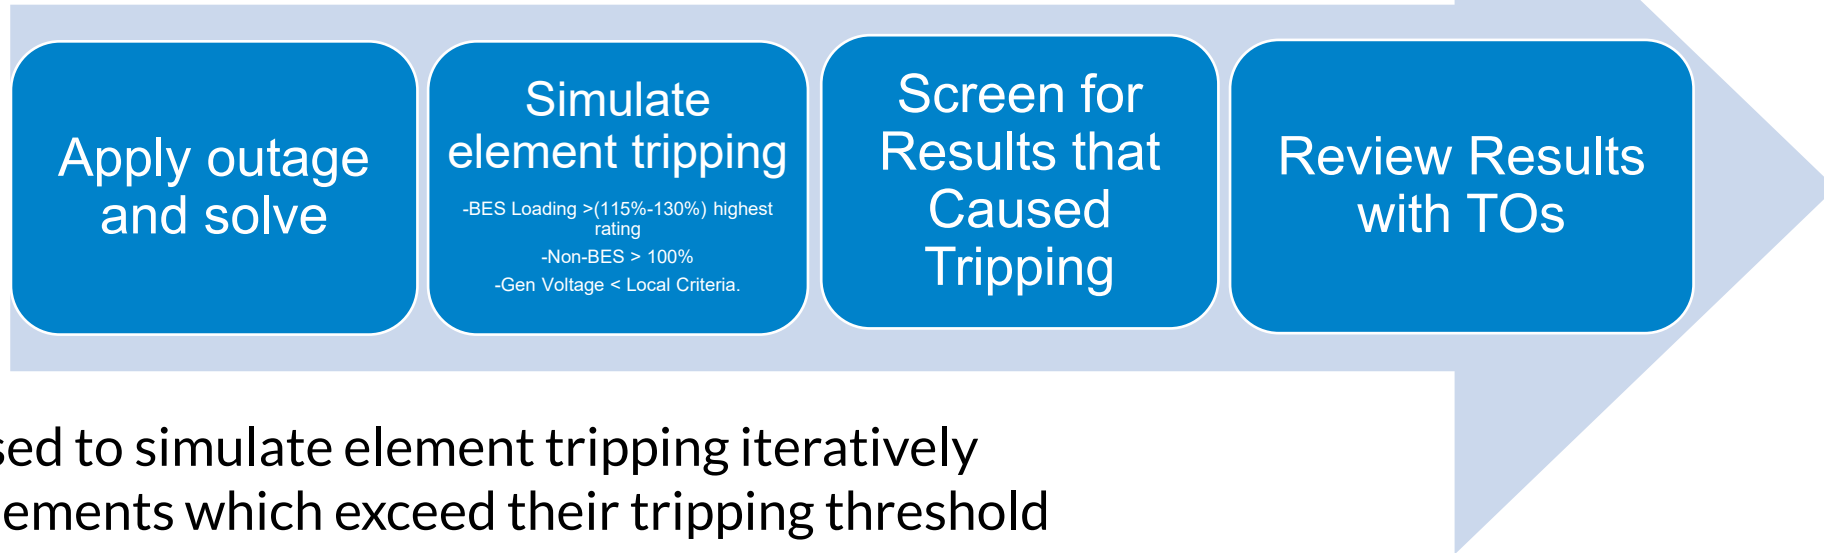 Apply outage
and solve
Simulate
element tripping
-BES Loading >(115%-130%) highest
rating
-Non-BES > 100%
-Gen Voltage < Local Criteria.
Screen for
Results that
Caused
Tripping
Review Results
with TOs
to simulate element tripping iteratively
which exceed their tripping threshold